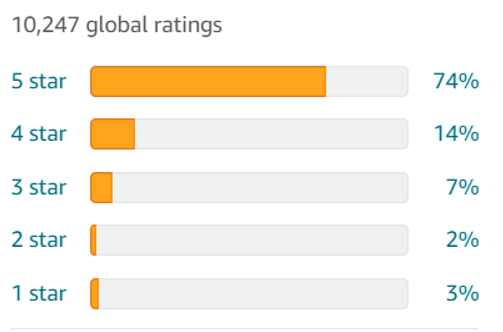 10,247 global ratings
5 star 74%
4 star 14%
3 star 7%
2 star 2%
1 star 3%